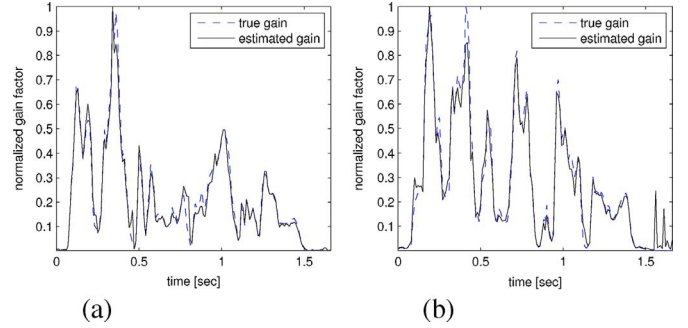 true gain
estimated gain
normalized gain factor
1
0.9
0.8
0.7
0.6
0.5
0.4
0.3
0.2
0.1
0
0.5
1
1.5
time [sec]
(a)
true gain
estimated gain
normalized gain factor
1
0.9
0.8
0.7
0.6
0.5
0.4
0.3
0.2
0.1
0
0.5
1
1.5
time [sec]
(b)